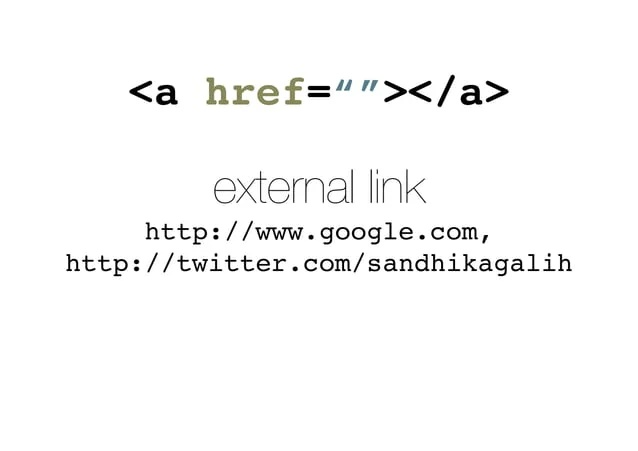 <a href=“”></a>
external link
http://www.google.com,
http://twitter.com/sandhikagalih